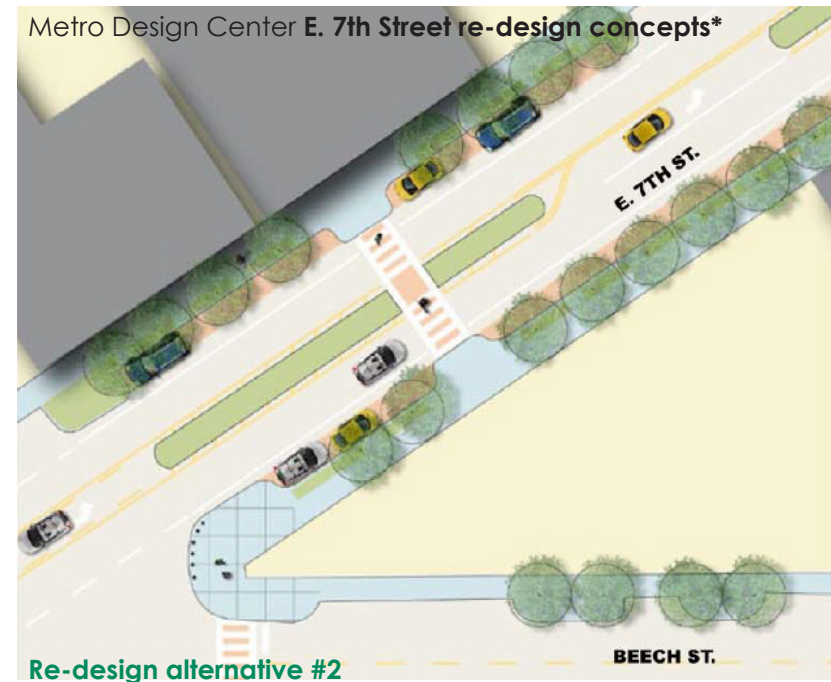 Metro Design Center E. 7th Street re-design concepts*
E. 7TH ST.
BEECH ST.
Re-design alternative #2